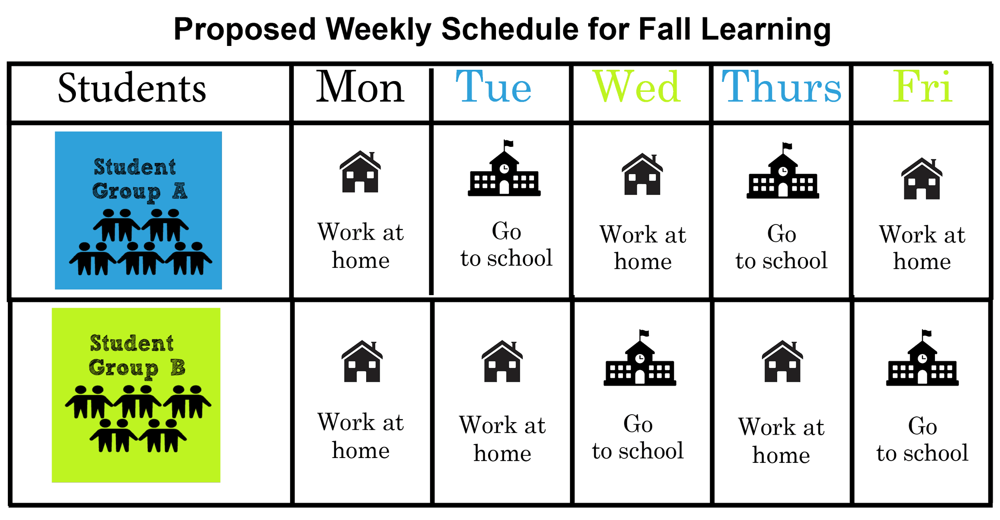 Proposed Weekly Schedule for Fall Learning
Students Mon Tue Wed Thurs Fri
Student
Group A
Work at
home
Go
to school
Work at
home
Go
to school
Work at
home
Student
Group B
Work at
home
Work at
home
Go
to school
Work at
home
Go
to school